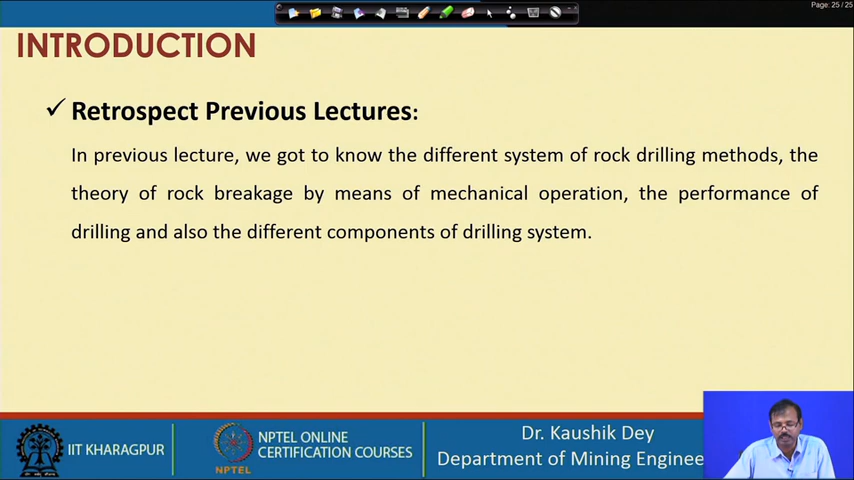 Page: 25 / 25
INTRODUCTION
✓ Retrospect Previous Lectures:
In previous lecture, we got to know the different system of rock drilling methods, the
theory of rock breakage by means of mechanical operation, the performance of
drilling and also the different components of drilling system.
IIT KHARAGPUR
NPTEL
NPTEL ONLINE
CERTIFICATION COURSES
Dr. Kaushik Dey
Department of Mining Enginee